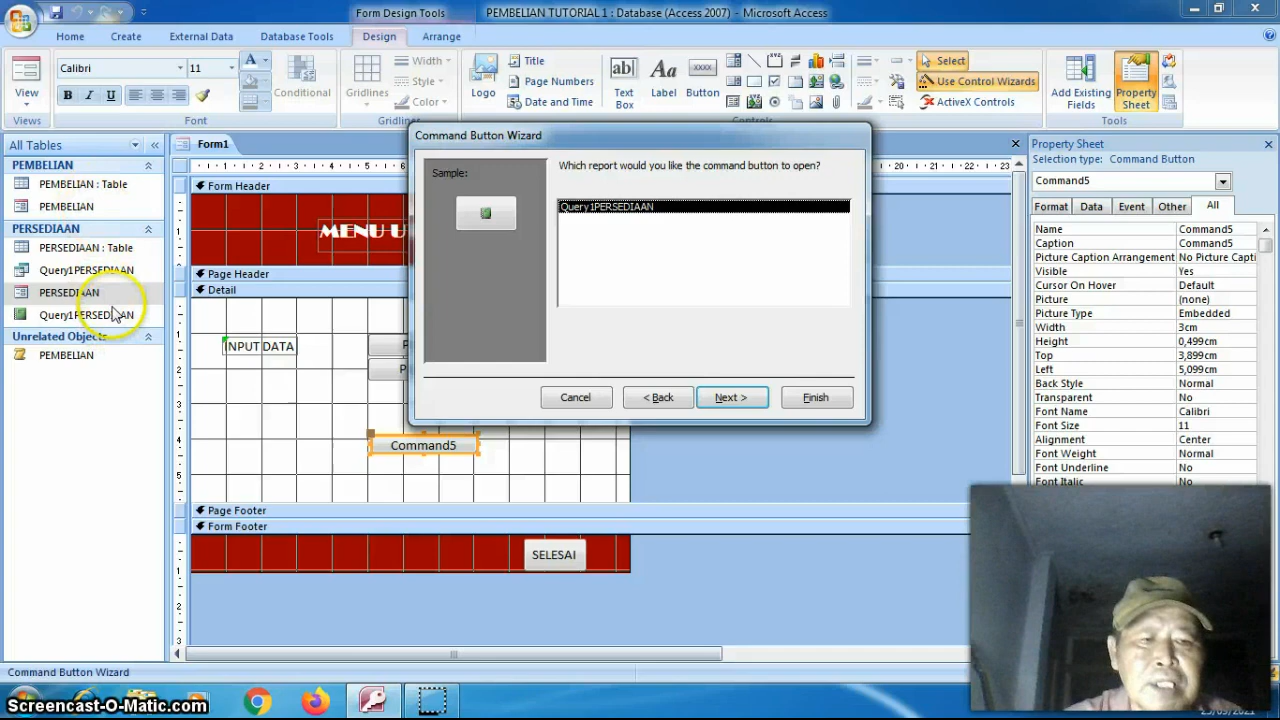 Form Design Tools
PEMBELIAN TUTORIAL 1 : Database (Access 2007) - Microsoft Access
Home
Create
External Data
Database Tools
Design
Arrange
View
Views
Calibri
11
B
I
U
A
Conditional
Font
Gridlines
Width
Style
Color
Gridlines
Logo
Title
Page Numbers
Date and Time
ab|
Text
Box
Aa
Label
xxxx
Button
Controls
Select
Use Control Wizards
ActiveX Controls
Add Existing
Fields
Property
Sheet
Tools
All Tables
PEMBELIAN
PEMBELIAN : Table
PEMBELIAN
PERSEDIAAN
PERSEDIAAN : Table
Query1PERSEDIAAN
PERSEDIAAN
Query1PERSEDIAAN
Unrelated Objects
PEMBELIAN
Form1
Form Header
MENU U
Page Header
Detail
INPUT DATA
P
P
Command5
Page Footer
Form Footer
SELESAI
Command Button Wizard
Sample:
Which report would you like the command button to open?
Query1PERSEDIAAN
Cancel
< Back
Next >
Finish
Property Sheet
Selection type: Command Button
Command5
Format
Data
Event
Other
All
Name Command5
Caption Command5
Picture Caption Arrangement No Picture Capti
Visible Yes
Cursor On Hover Default
Picture (none)
Picture Type Embedded
Width 3cm
Height 0,499cm
Top 3,899cm
Left 5,099cm
Back Style Normal
Transparent No
Font Name Calibri
Font Size 11
Alignment Center
Font Weight Normal
Font Underline No
Font Italic No
Command Button Wizard
Screencast-O-Matic.com